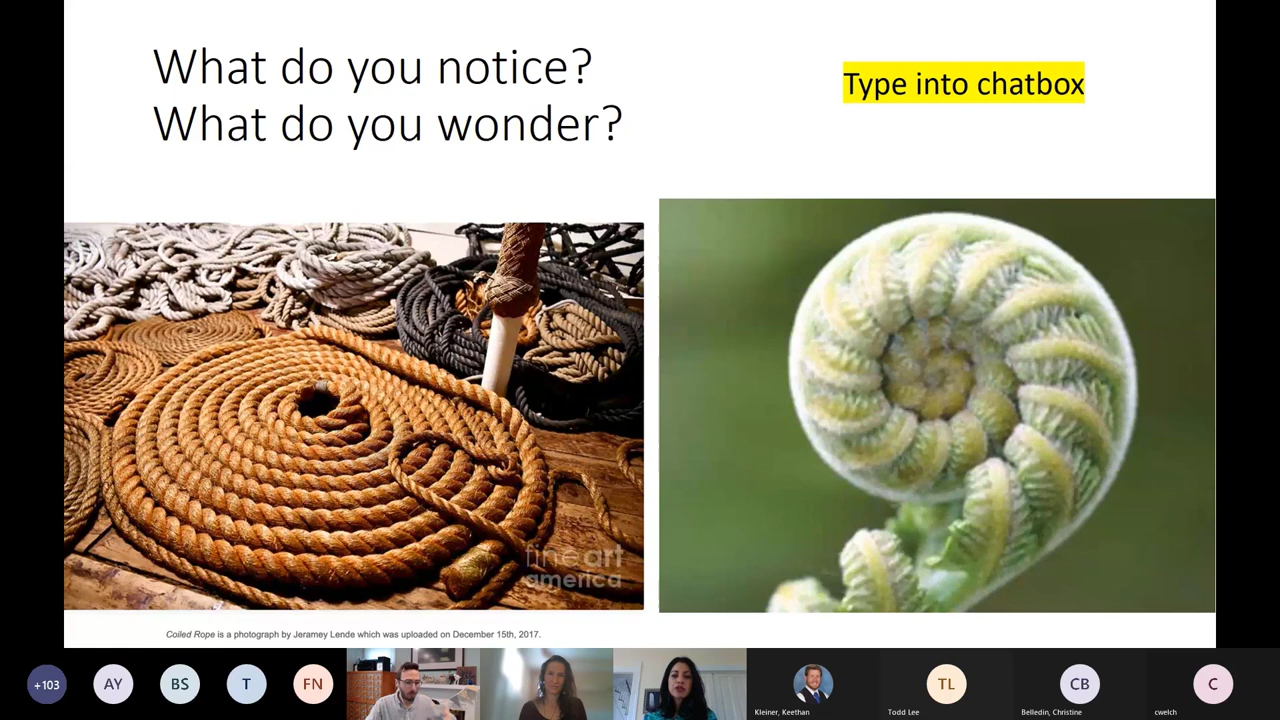 What do you notice?
What do you wonder?
Type into chatbox
fine art
america
Coiled Rope is a photograph by Jeramey Lende which was uploaded on December 15th, 2017.
+103
AY
BS
T
FN
TL
CB
C
Kleiner, Keethan
Todd Lee
Belledin, Christine
cwelch